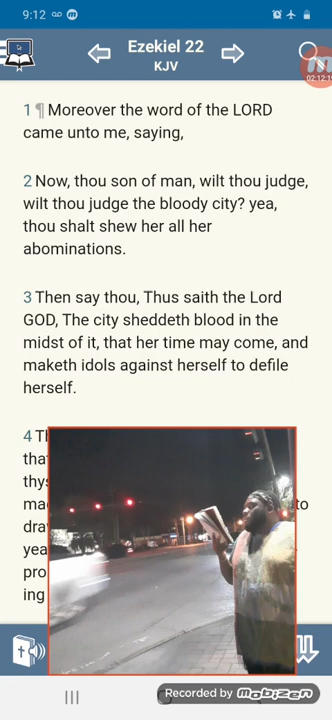 9:12
Ezekiel 22
KJV
02:12:1
1 ¶ Moreover the word of the LORD
came unto me, saying,
2 Now, thou son of man, wilt thou judge,
wilt thou judge the bloody city? yea,
thou shalt shew her all her
abominations.
3 Then say thou, Thus saith the Lord
GOD, The city sheddeth blood in the
midst of it, that her time may come, and
maketh idols against herself to defile
herself.
4 Th
tha
thys
ma to
dra
yea
pro
ing
Recorded by mobizen